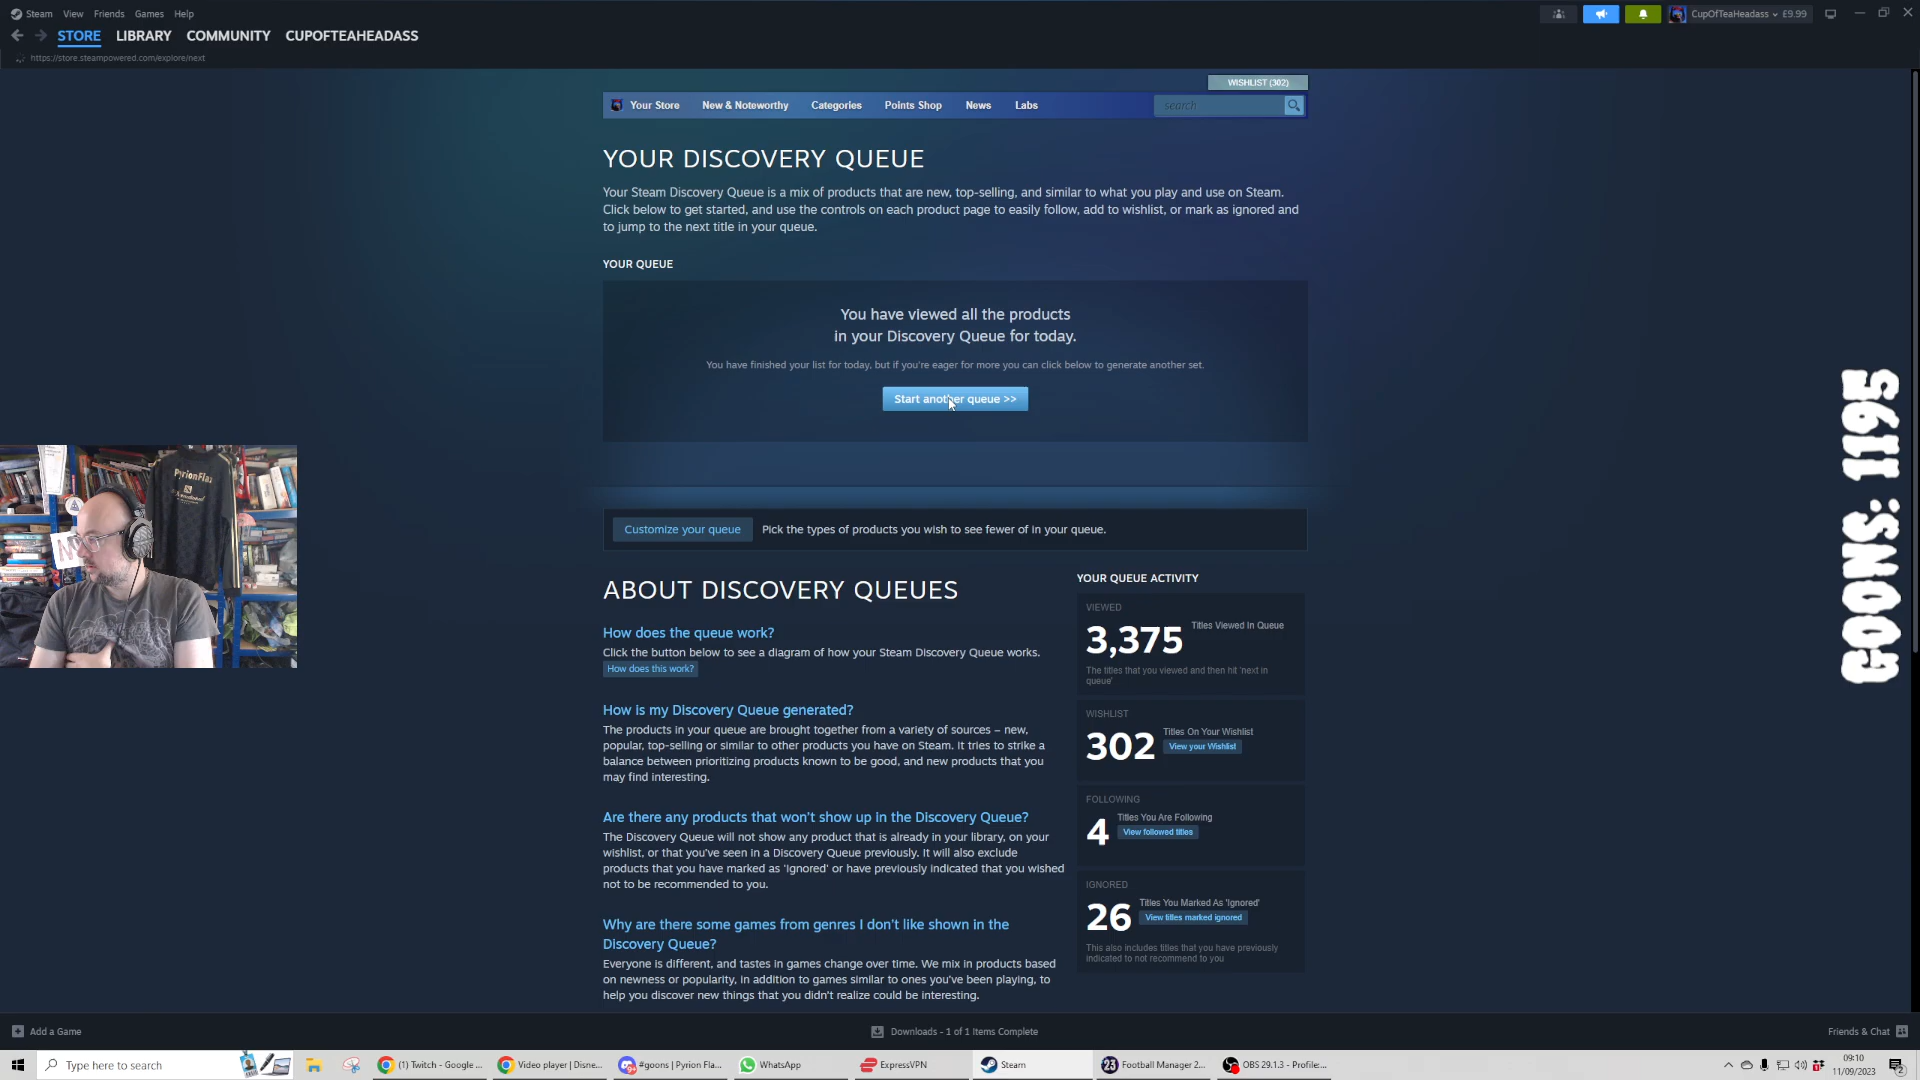 Steam View Friends Games Help
CupOfTeaHeadass £9.99
STORE LIBRARY COMMUNITY CUPOFTEAHEADASS
https://store.steampowered.com/explore/next
WISHLIST (302)
Your Store New & Noteworthy Categories Points Shop News Labs
search
YOUR DISCOVERY QUEUE
Your Steam Discovery Queue is a mix of products that are new, top-selling, and similar to what you play and use on Steam.
Click below to get started, and use the controls on each product page to easily follow, add to wishlist, or mark as ignored and
to jump to the next title in your queue.
YOUR QUEUE
You have viewed all the products
in your Discovery Queue for today.
You have finished your list for today, but if you're eager for more you can click below to generate another set.
Start another queue >>
Customize your queue Pick the types of products you wish to see fewer of in your queue.
ABOUT DISCOVERY QUEUES
How does the queue work?
Click the button below to see a diagram of how your Steam Discovery Queue works.
How does this work?
How is my Discovery Queue generated?
The products in your queue are brought together from a variety of sources – new,
popular, top-selling or similar to other products you have on Steam. It tries to strike a
balance between prioritizing products known to be good, and new products that you
may find interesting.
Are there any products that won't show up in the Discovery Queue?
The Discovery Queue will not show any product that is already in your library, on your
wishlist, or that you've seen in a Discovery Queue previously. It will also exclude
products that you have marked as 'Ignored' or have previously indicated that you wished
not to be recommended to you.
Why are there some games from genres I don't like shown in the
Discovery Queue?
Everyone is different, and tastes in games change over time. We mix in products based
on newness or popularity, in addition to games similar to ones you've been playing, to
help you discover new things that you didn't realize could be interesting.
YOUR QUEUE ACTIVITY
VIEWED
3,375 Titles Viewed In Queue
The titles that you viewed and then hit 'next in
queue'
WISHLIST
302 Titles On Your Wishlist
View your Wishlist
FOLLOWING
4 Titles You Are Following
View followed titles
IGNORED
26 Titles You Marked As 'Ignored'
View titles marked ignored
This also includes titles that you have previously
indicated to not recommend to you
GOONS: 1195
PyrionFlax
Add a Game
Downloads - 1 of 1 Items Complete
Friends & Chat
Type here to search
(1) Twitch - Google ...
Video player | Disne...
#goons | Pyrion Fla...
WhatsApp
ExpressVPN
Steam
23 Football Manager 2...
OBS 29.1.3 - Profile:...
09:10
11/09/2023
2